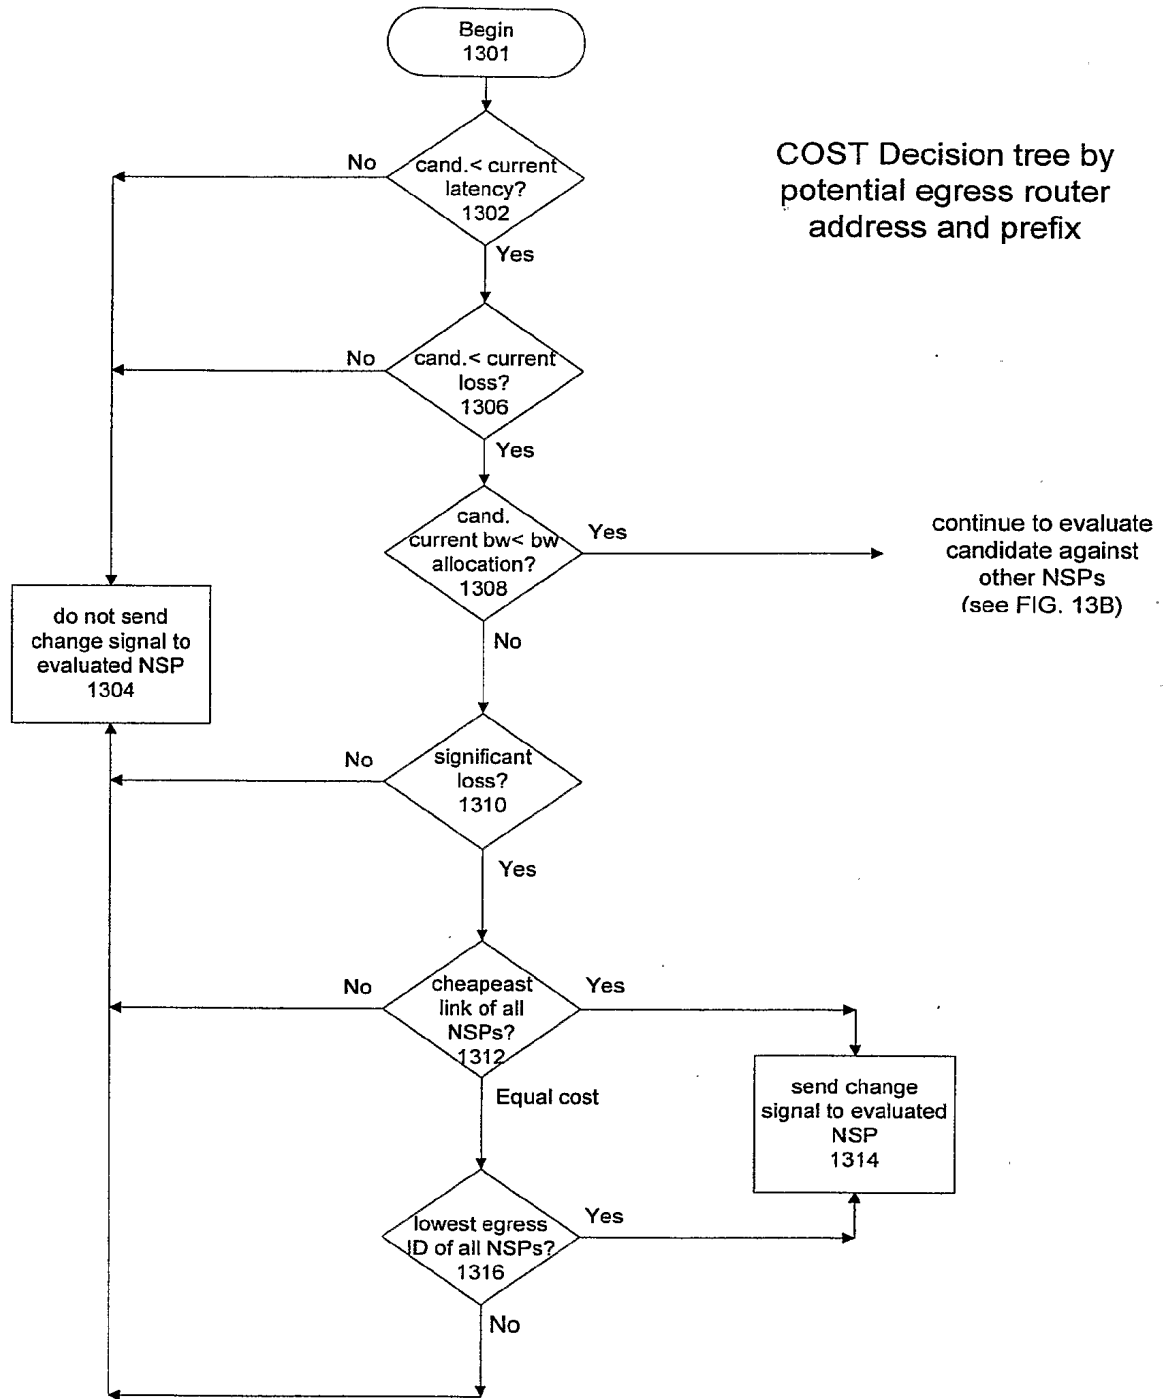 Begin
1301
COST Decision tree by
potential egress router
address and prefix
No
cand.< current
latency?
1302
Yes
No
cand.< current
loss?
1306
Yes
cand.
current bw< bw
allocation?
1308
Yes
continue to evaluate
candidate against
other NSPs
(see FIG. 13B)
do not send
change signal to
evaluated NSP
1304
No
No
significant
loss?
1310
Yes
No
cheapeast
link of all
NSPs?
1312
Yes
Equal cost
send change
signal to evaluated
NSP
1314
lowest egress
ID of all NSPs?
1316
Yes
No